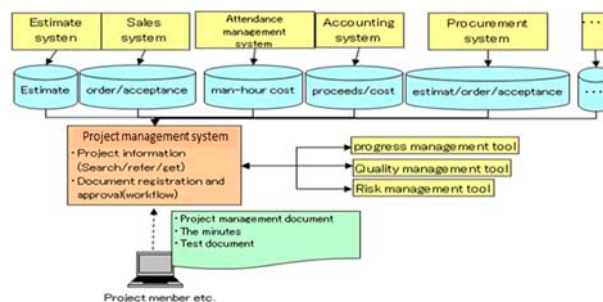 Estimate
system
Sales
system
Attendance
management
system
Accounting
system
Procurement
system
....
Estimate
order/acceptance
man-hour cost
proceeds/cost
estimat/order/acceptance
....
Project management system
・Project information
(Search/refer/get)
・Document registration and
approval(workflow)
progress management tool
Quality management tool
Risk management tool
・Project management document
・The minutes
・Test document
Project menber etc.